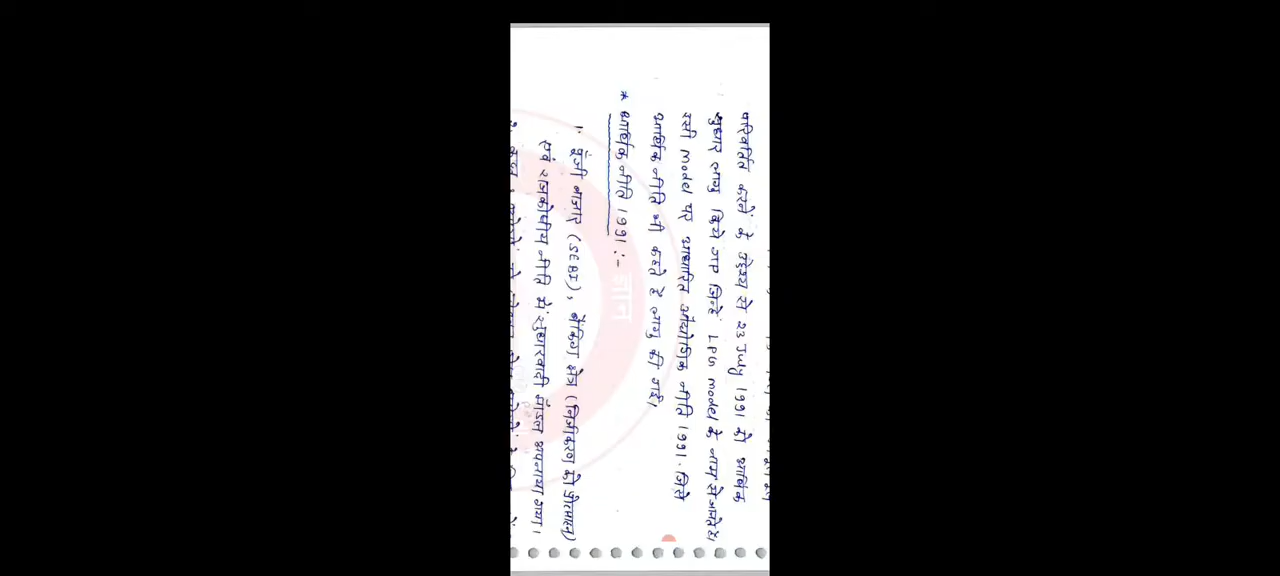 परिवर्तित करने के उद्देश्य से 23 July 1991 को आर्थिक
सुधार लागु किये गए जिन्हें LPG model के नाम से जानते है।
इसी model पर आधारित औद्योगिक नीति 1991. जिसे
आर्थिक नीति भी कहते हैं लागु की गई।
* आर्थिक नीति 1991 :-
ज्ञान
1. पूंजी बाजार (SEBI), बैंकिंग क्षेत्र (निजीकरण को प्रोत्साहन)
एवं राजकोषीय नीति में सुधारवादी मॉडल अपनाया गया।